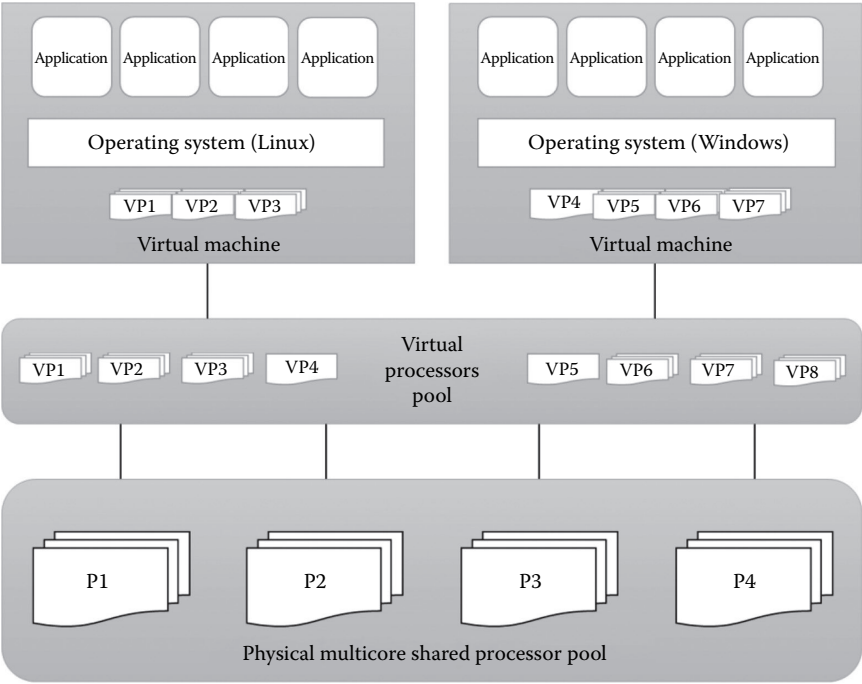 Application Application Application Application
Application Application Application Application
Operating system (Linux)
Operating system (Windows)
VP1 VP2 VP3
VP4 VP5 VP6 VP7
Virtual machine
Virtual machine
VP1 VP2 VP3 VP4
Virtual
processors
pool
VP5 VP6 VP7 VP8
P1 P2 P3 P4
Physical multicore shared processor pool